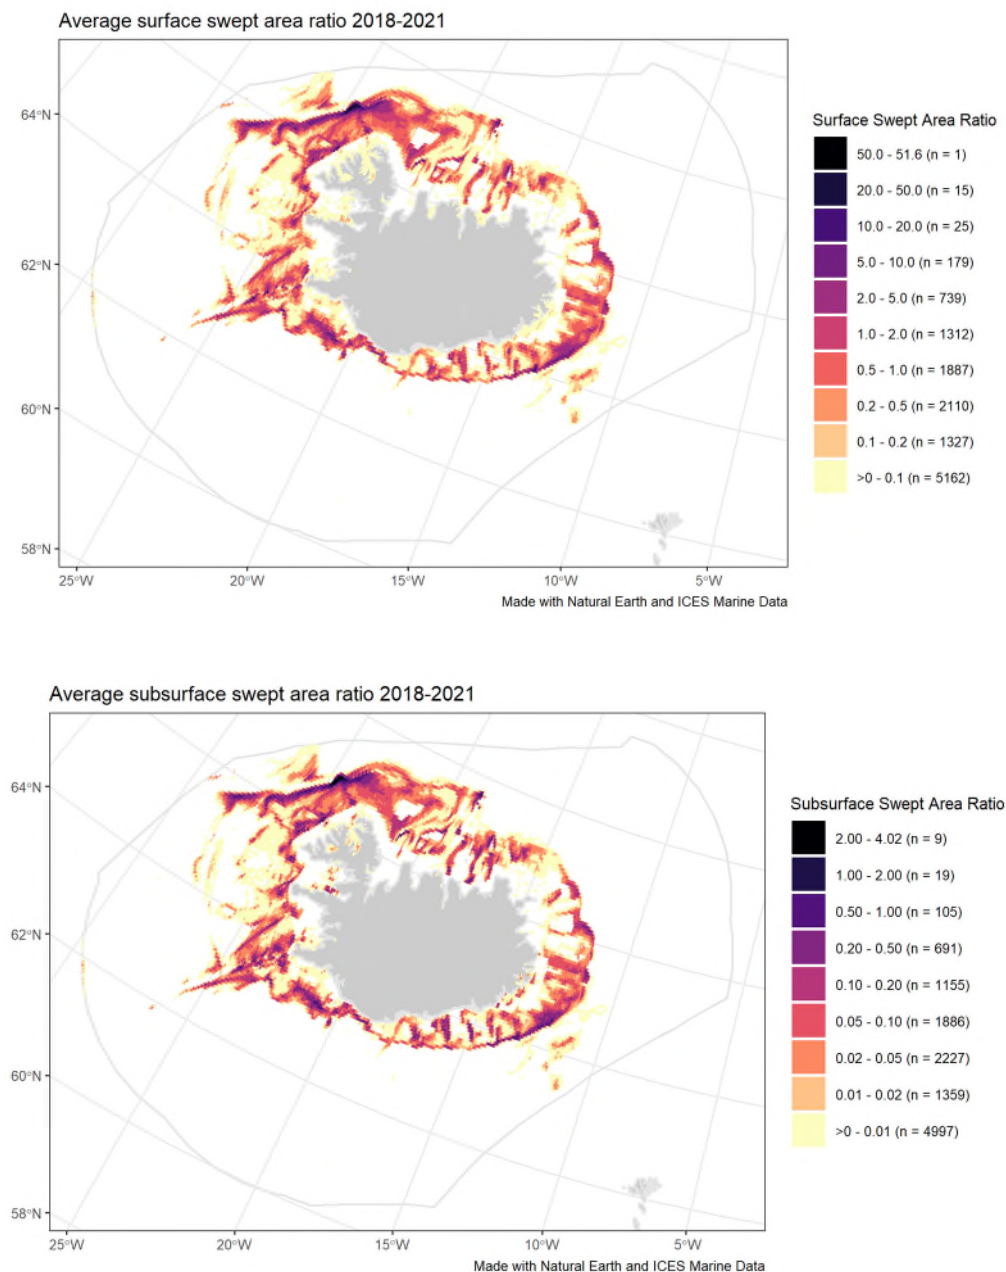 Average surface swept area ratio 2018-2021
64°N
62°N
60°N
58°N
25°W
20°W
15°W
10°W
5°W
Surface Swept Area Ratio
50.0 - 51.6 (n = 1)
20.0 - 50.0 (n = 15)
10.0 - 20.0 (n = 25)
5.0 - 10.0 (n = 179)
2.0 - 5.0 (n = 739)
1.0 - 2.0 (n = 1312)
0.5 - 1.0 (n = 1887)
0.2 - 0.5 (n = 2110)
0.1 - 0.2 (n = 1327)
>0 - 0.1 (n = 5162)
Made with Natural Earth and ICES Marine Data
Average subsurface swept area ratio 2018-2021
64°N
62°N
60°N
58°N
25°W
20°W
15°W
10°W
5°W
Subsurface Swept Area Ratio
2.00 - 4.02 (n = 9)
1.00 - 2.00 (n = 19)
0.50 - 1.00 (n = 105)
0.20 - 0.50 (n = 691)
0.10 - 0.20 (n = 1155)
0.05 - 0.10 (n = 1886)
0.02 - 0.05 (n = 2227)
0.01 - 0.02 (n = 1359)
>0 - 0.01 (n = 4997)
Made with Natural Earth and ICES Marine Data